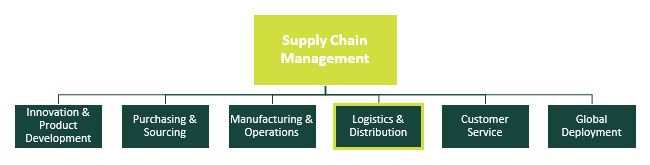 Supply Chain
Management
Innovation &
Product
Development
Purchasing &
Sourcing
Manufacturing &
Operations
Logistics &
Distribution
Customer
Service
Global
Deployment